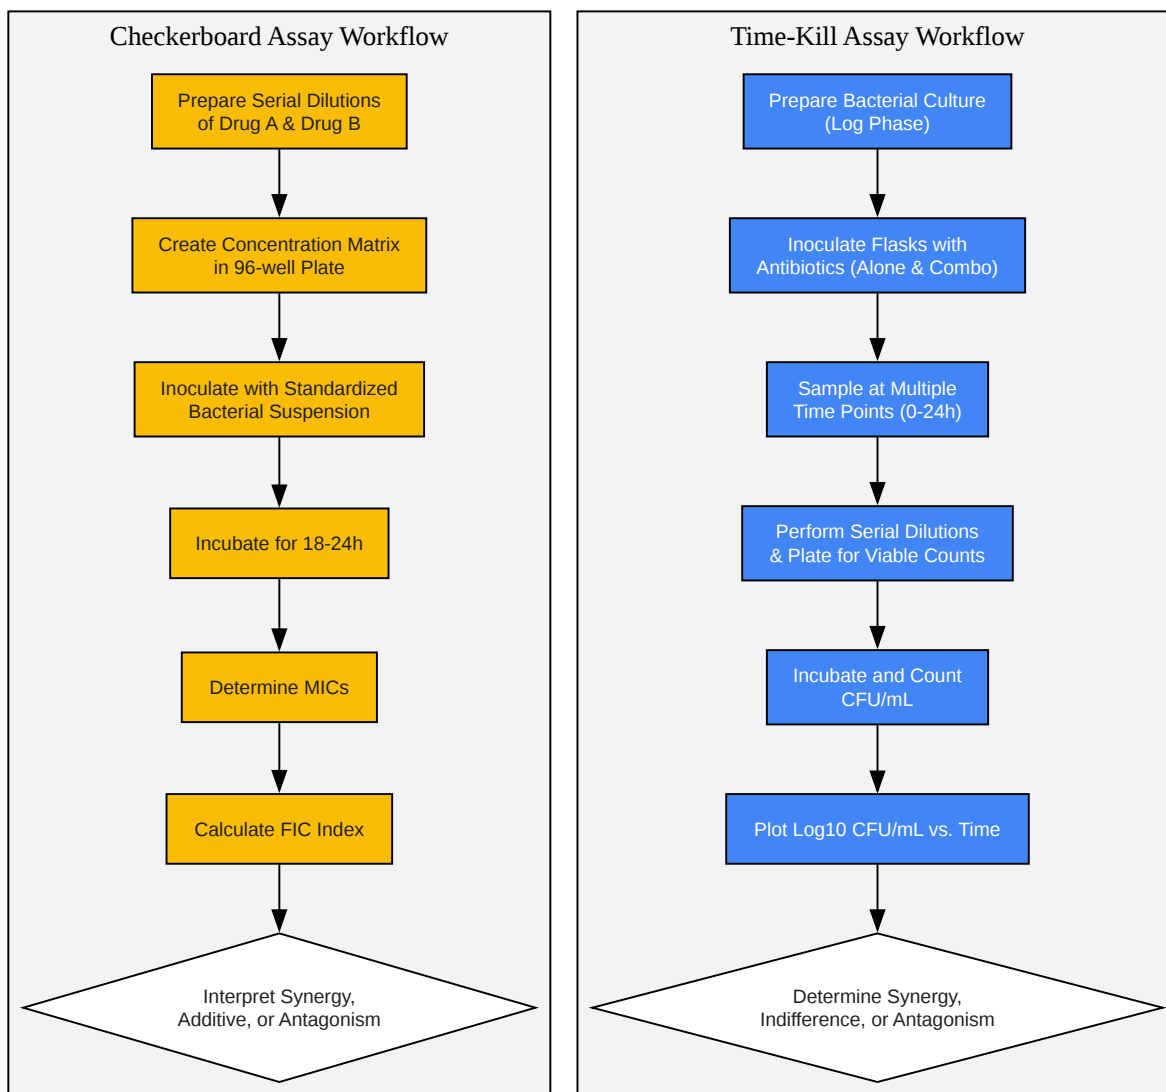 Checkerboard Assay Workflow
Prepare Serial Dilutions
of Drug A & Drug B
Create Concentration Matrix
in 96-well Plate
Inoculate with Standardized
Bacterial Suspension
Incubate for 18-24h
Determine MICs
Calculate FIC Index
Interpret Synergy,
Additive, or Antagonism
Time-Kill Assay Workflow
Prepare Bacterial Culture
(Log Phase)
Inoculate Flasks with
Antibiotics (Alone & Combo)
Sample at Multiple
Time Points (0-24h)
Perform Serial Dilutions
& Plate for Viable Counts
Incubate and Count
CFU/mL
Plot Log10 CFU/mL vs. Time
Determine Synergy,
Indifference, or Antagonism